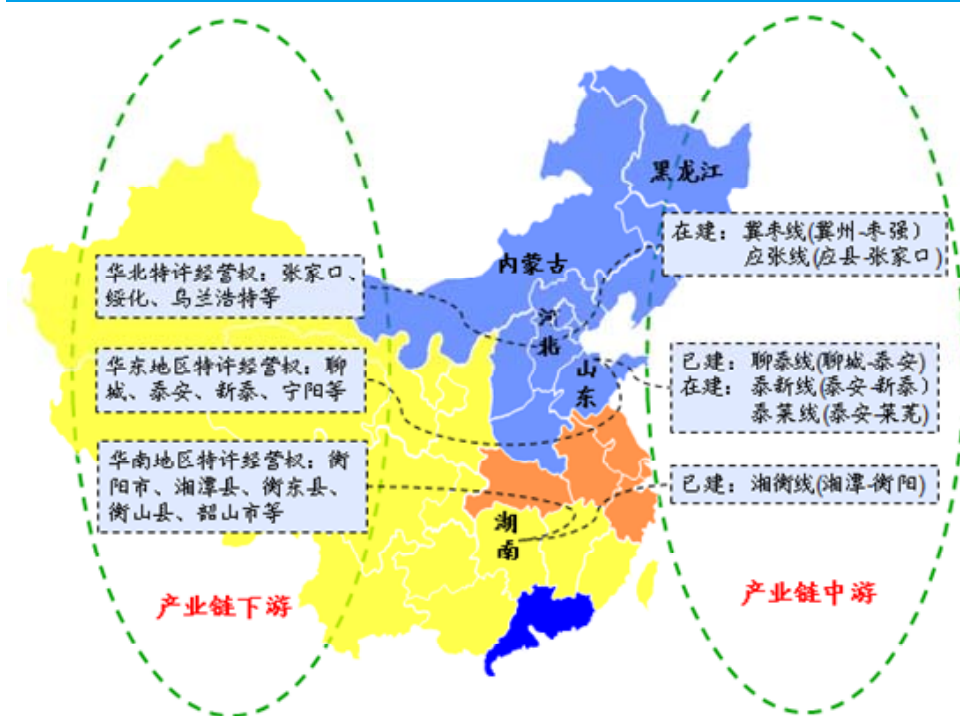 黑龙江
内蒙古
河
北
山
东
湖
南
华北特许经营权：张家口、
绥化、乌兰浩特等
华东地区特许经营权：聊
城、泰安、新泰、宁阳等
华南地区特许经营权：衡
阳市、湘潭县、衡东县、
衡山县、韶山市等
产业链下游
在建：冀枣线(冀州-枣强）
应张线(应县-张家口)
已建：聊泰线(聊城-泰安)
在建：泰新线(泰安-新泰）
泰莱线(泰安-莱芜)
已建：湘衡线(湘潭-衡阳)
产业链中游